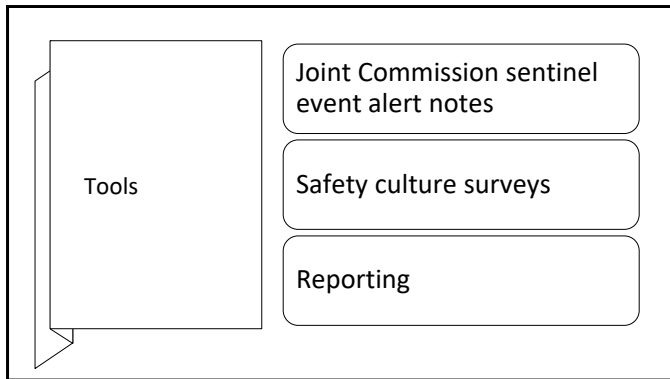 Tools
Joint Commission sentinel
event alert notes
Safety culture surveys
Reporting